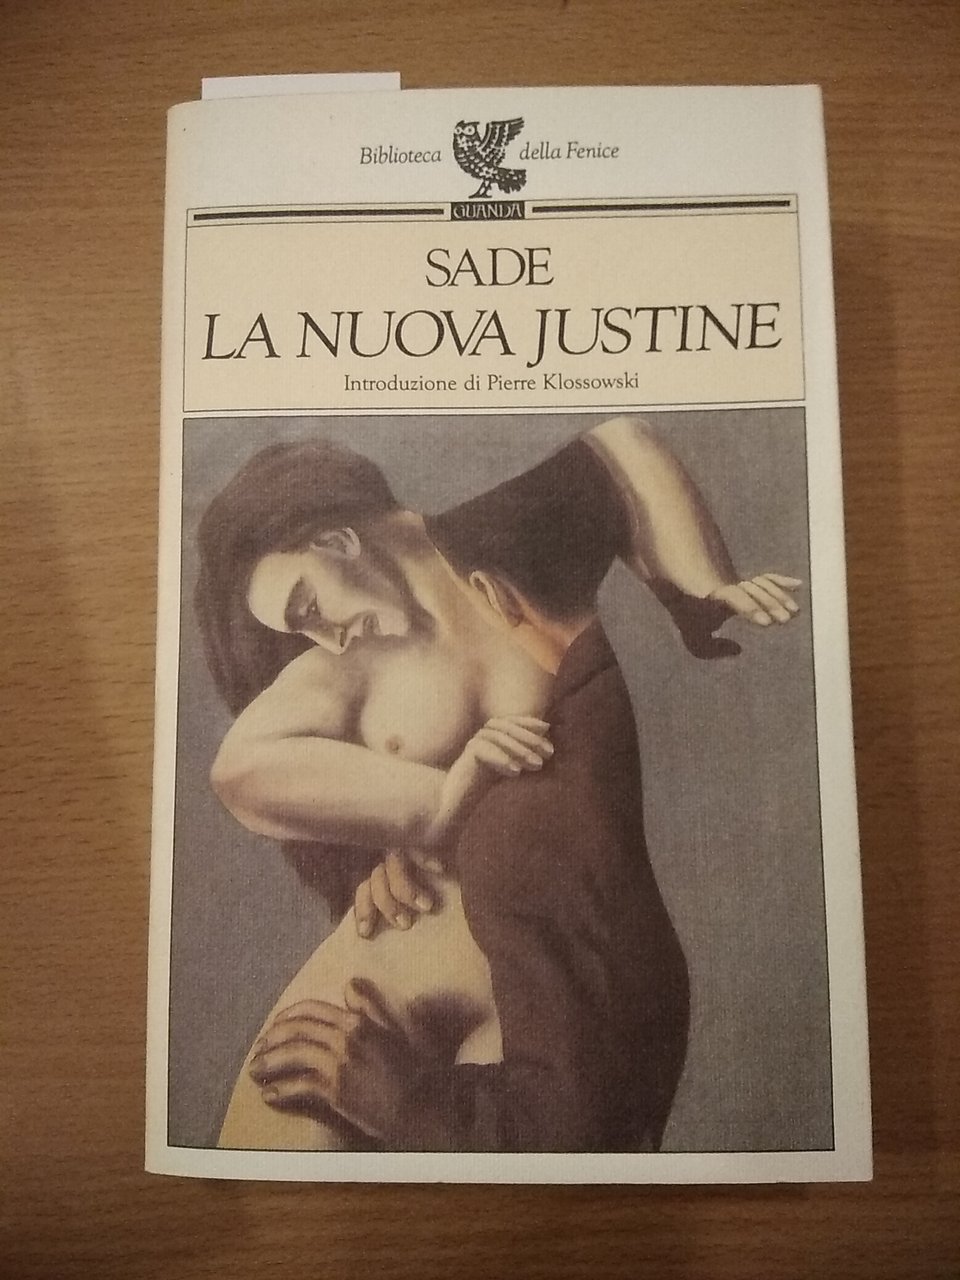 Biblioteca della Fenice
GUANDA
SADE
LA NUOVA JUSTINE
Introduzione di Pierre Klossowski